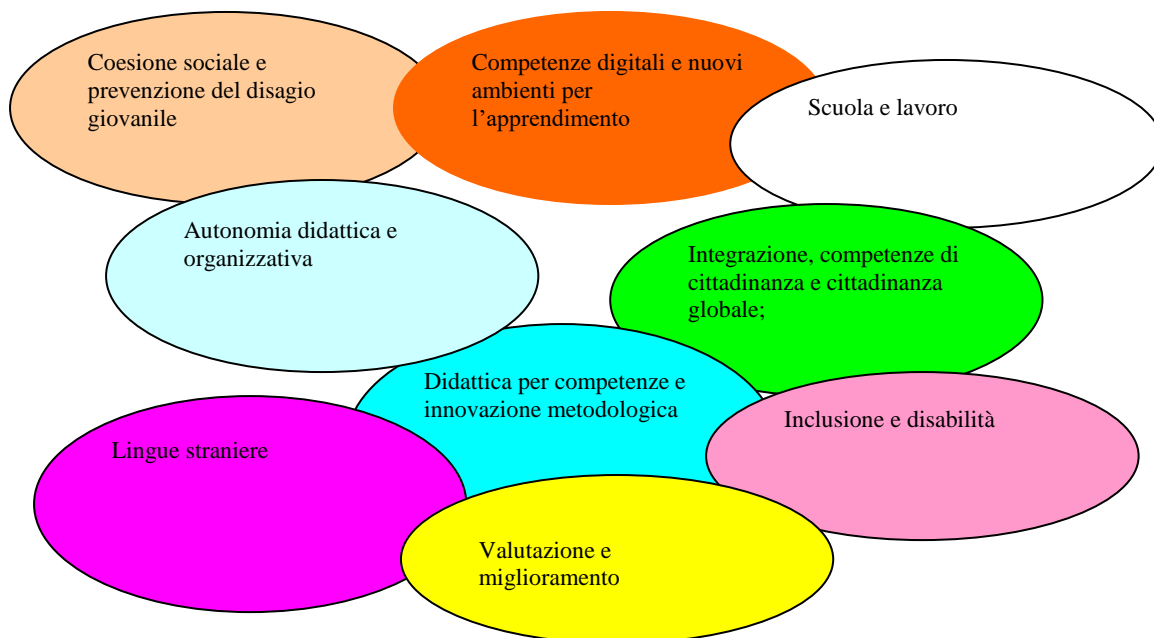 Coesione sociale e
prevenzione del disagio
giovanile
Competenze digitali e nuovi
ambienti per
l’apprendimento
Scuola e lavoro
Autonomia didattica e
organizzativa
Integrazione, competenze di
cittadinanza e cittadinanza
globale;
Didattica per competenze e
innovazione metodologica
Inclusione e disabilità
Lingue straniere
Valutazione e
miglioramento